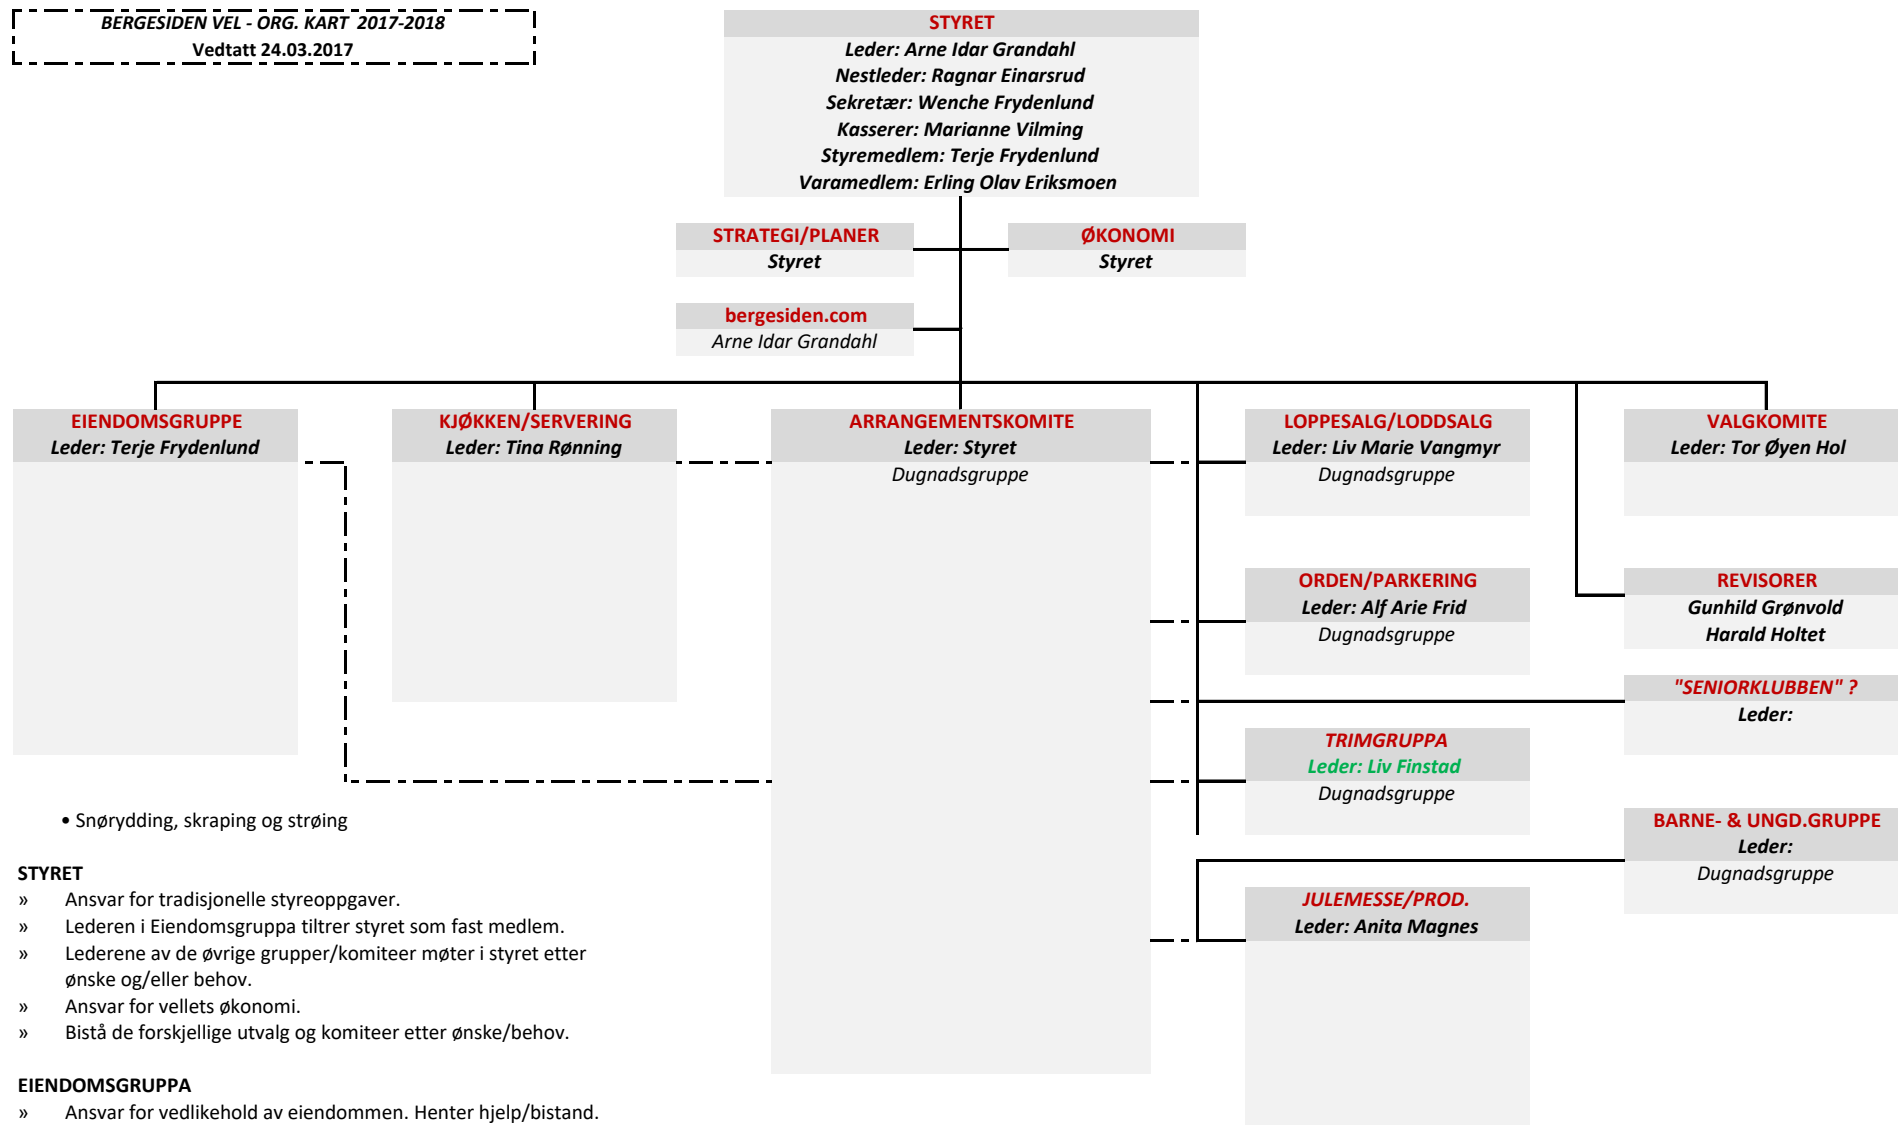 BERGESIDEN VEL - ORG. KART 2017-2018
Vedtatt 24.03.2017
STYRET
Leder: Arne Idar Grandahl
Nestleder: Ragnar Einarsrud
Sekretær: Wenche Frydenlund
Kasserer: Marianne Vilming
Styremedlem: Terje Frydenlund
Varamedlem: Erling Olav Eriksmoen
STRATEGI/PLANER
Styret
ØKONOMI
Styret
bergesiden.com
Arne Idar Grandahl
EIENDOMSGRUPPE
Leder: Terje Frydenlund
KJØKKEN/SERVERING
Leder: Tina Rønning
ARRANGEMENTSKOMITE
Leder: Styret
Dugnadsgruppe
LOPPESALG/LODDSALG
Leder: Liv Marie Vangmyr
Dugnadsgruppe
VALGKOMITE
Leder: Tor Øyen Hol
ORDEN/PARKERING
Leder: Alf Arie Frid
Dugnadsgruppe
REVISORER
Gunhild Grønvold
Harald Holtet
"SENIORKLUBBEN" ?
Leder:
TRIMGRUPPA
Leder: Liv Finstad
Dugnadsgruppe
BARNE- & UNGD.GRUPPE
Leder:
Dugnadsgruppe
JULEMESSE/PROD.
Leder: Anita Magnes
• Snørydding, skraping og strøing
STYRET
» Ansvar for tradisjonelle styreoppgaver.
» Lederen i Eiendomsgruppa tiltrer styret som fast medlem.
» Lederene av de øvrige grupper/komiteer møter i styret etter
ønske og/eller behov.
» Ansvar for vellets økonomi.
» Bistå de forskjellige utvalg og komiteer etter ønske/behov.
EIENDOMSGRUPPA
» Ansvar for vedlikehold av eiendommen. Henter hjelp/bistand.